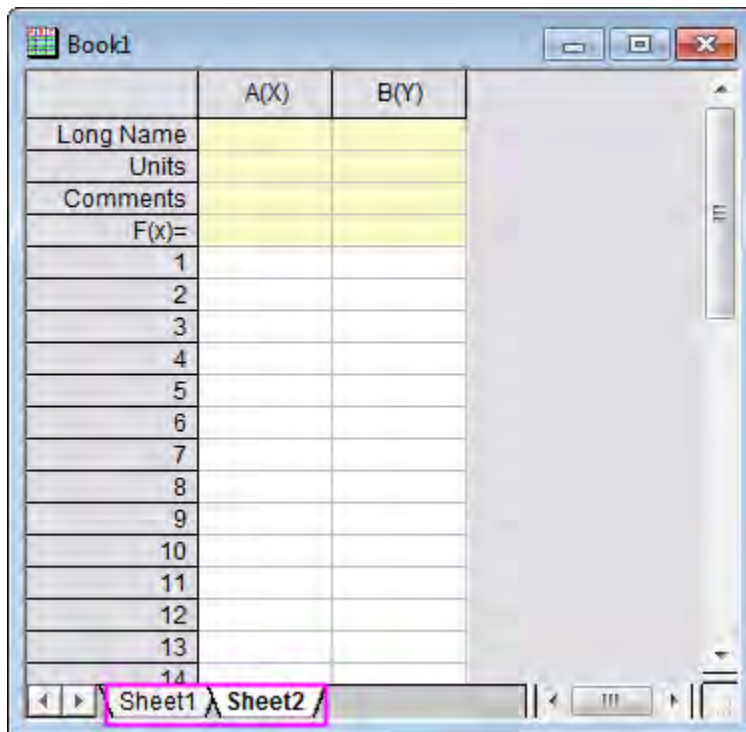 Book1
A(X) B(Y)
Long Name
Units
Comments
F(x)=
1
2
3
4
5
6
7
8
9
10
11
12
13
14
Sheet1 Sheet2